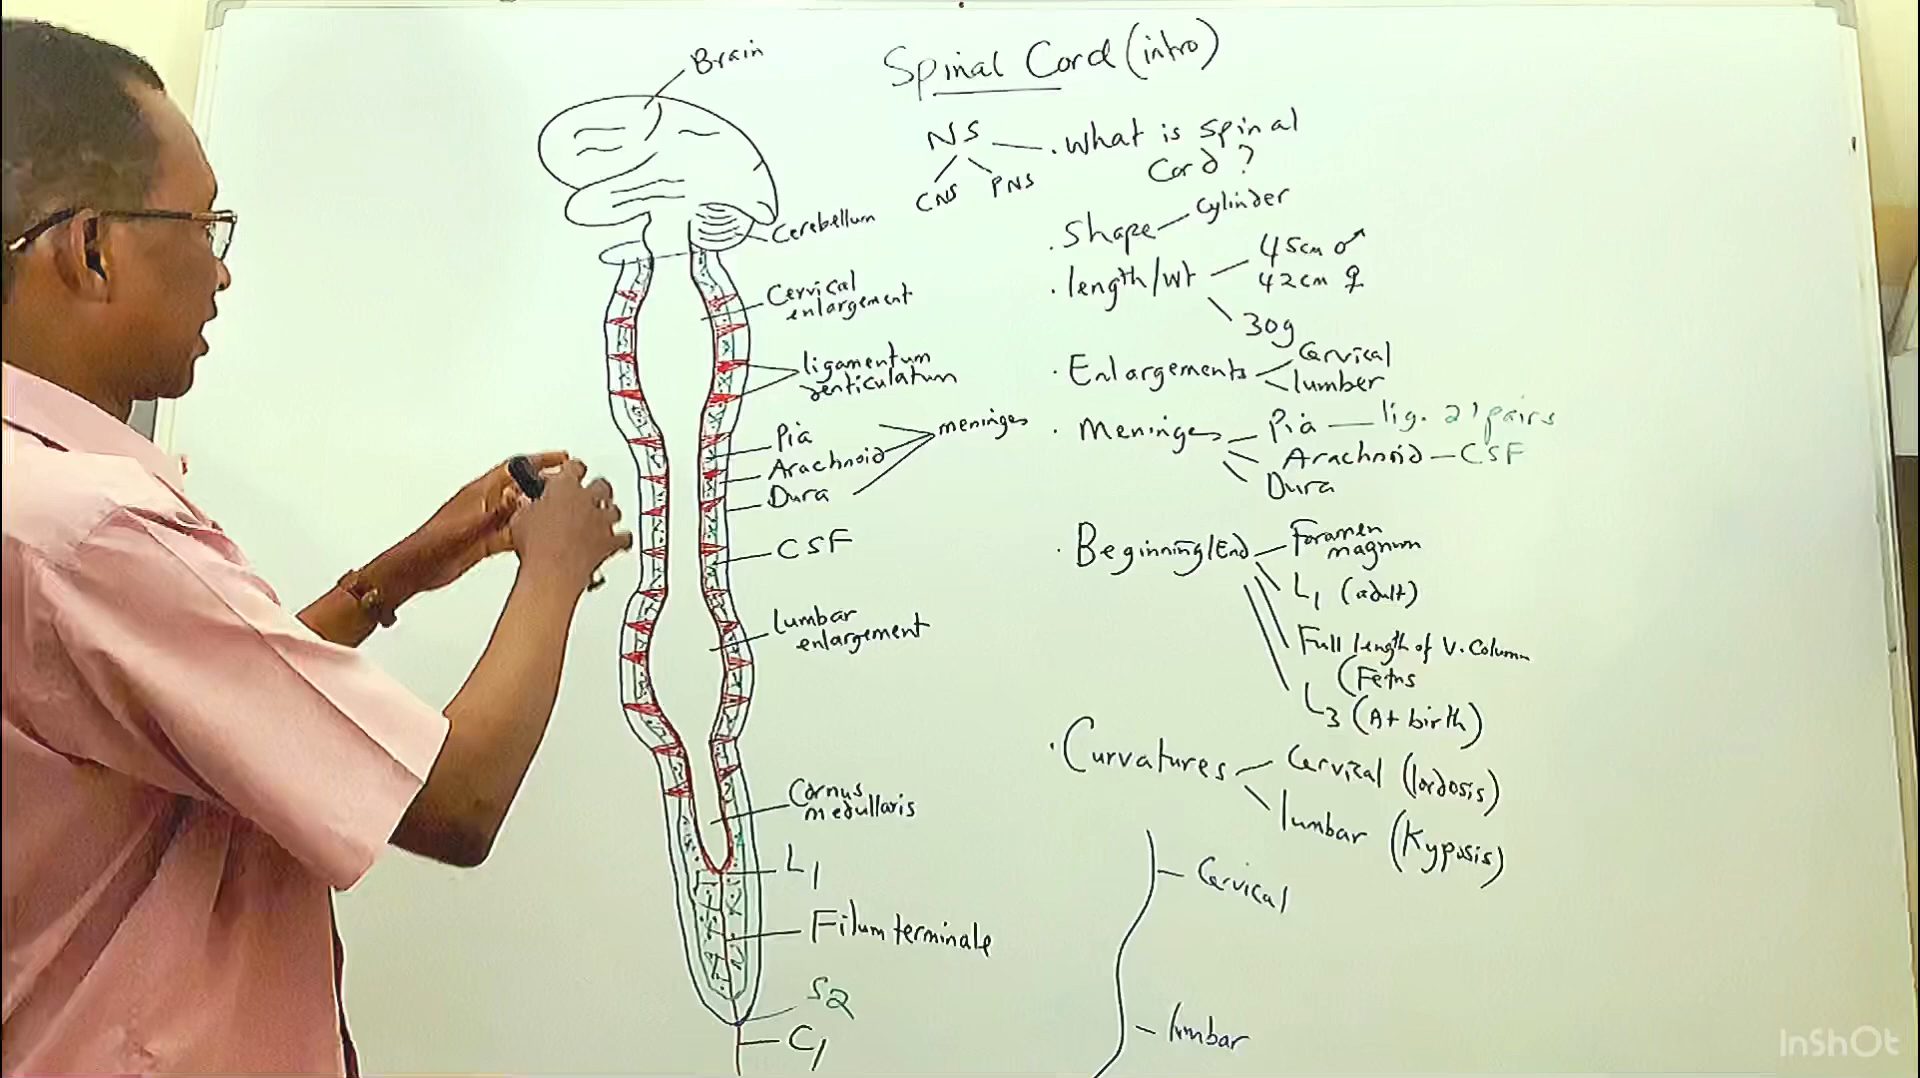 Spinal Cord (intro)
Brain
Cerebellum
Cervical
enlargement
ligamentum
denticulatum
Pia
Arachnoid
Dura
meninges
CSF
Lumbar
enlargement
Conus
medullaris
L1
Filum terminale
S2
C1
NS
CNS PNS
. What is spinal
Cord ?
. Shape
Cylinder
. length/wt
45cm ♂
42cm ♀
30g
. Enlargements
Cervical
lumber
. Meninges
Pia — lig. 21 pairs
Arachnoid — CSF
Dura
. Beginning/End
Foramen
magnum
L1 (adult)
Full length of V. Column
(Fetus
L3 (At birth)
. Curvatures
Cervical (lordosis)
lumbar (Kyposis)
Cervical
lumbar
InShOt